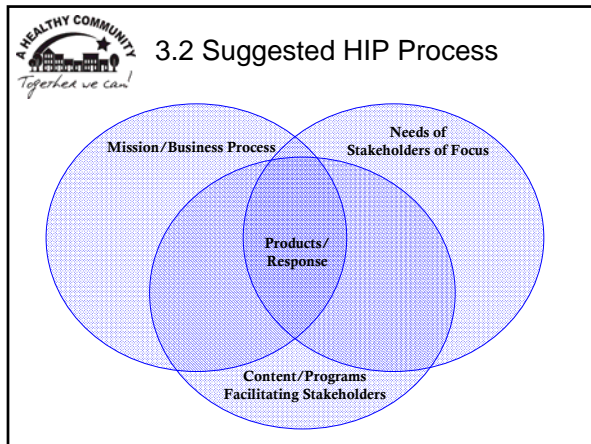 A HEALTHY COMMUNITY
Together we can!
3.2 Suggested HIP Process
Mission/Business Process
Needs of
Stakeholders of Focus
Products/
Response
Content/Programs
Facilitating Stakeholders